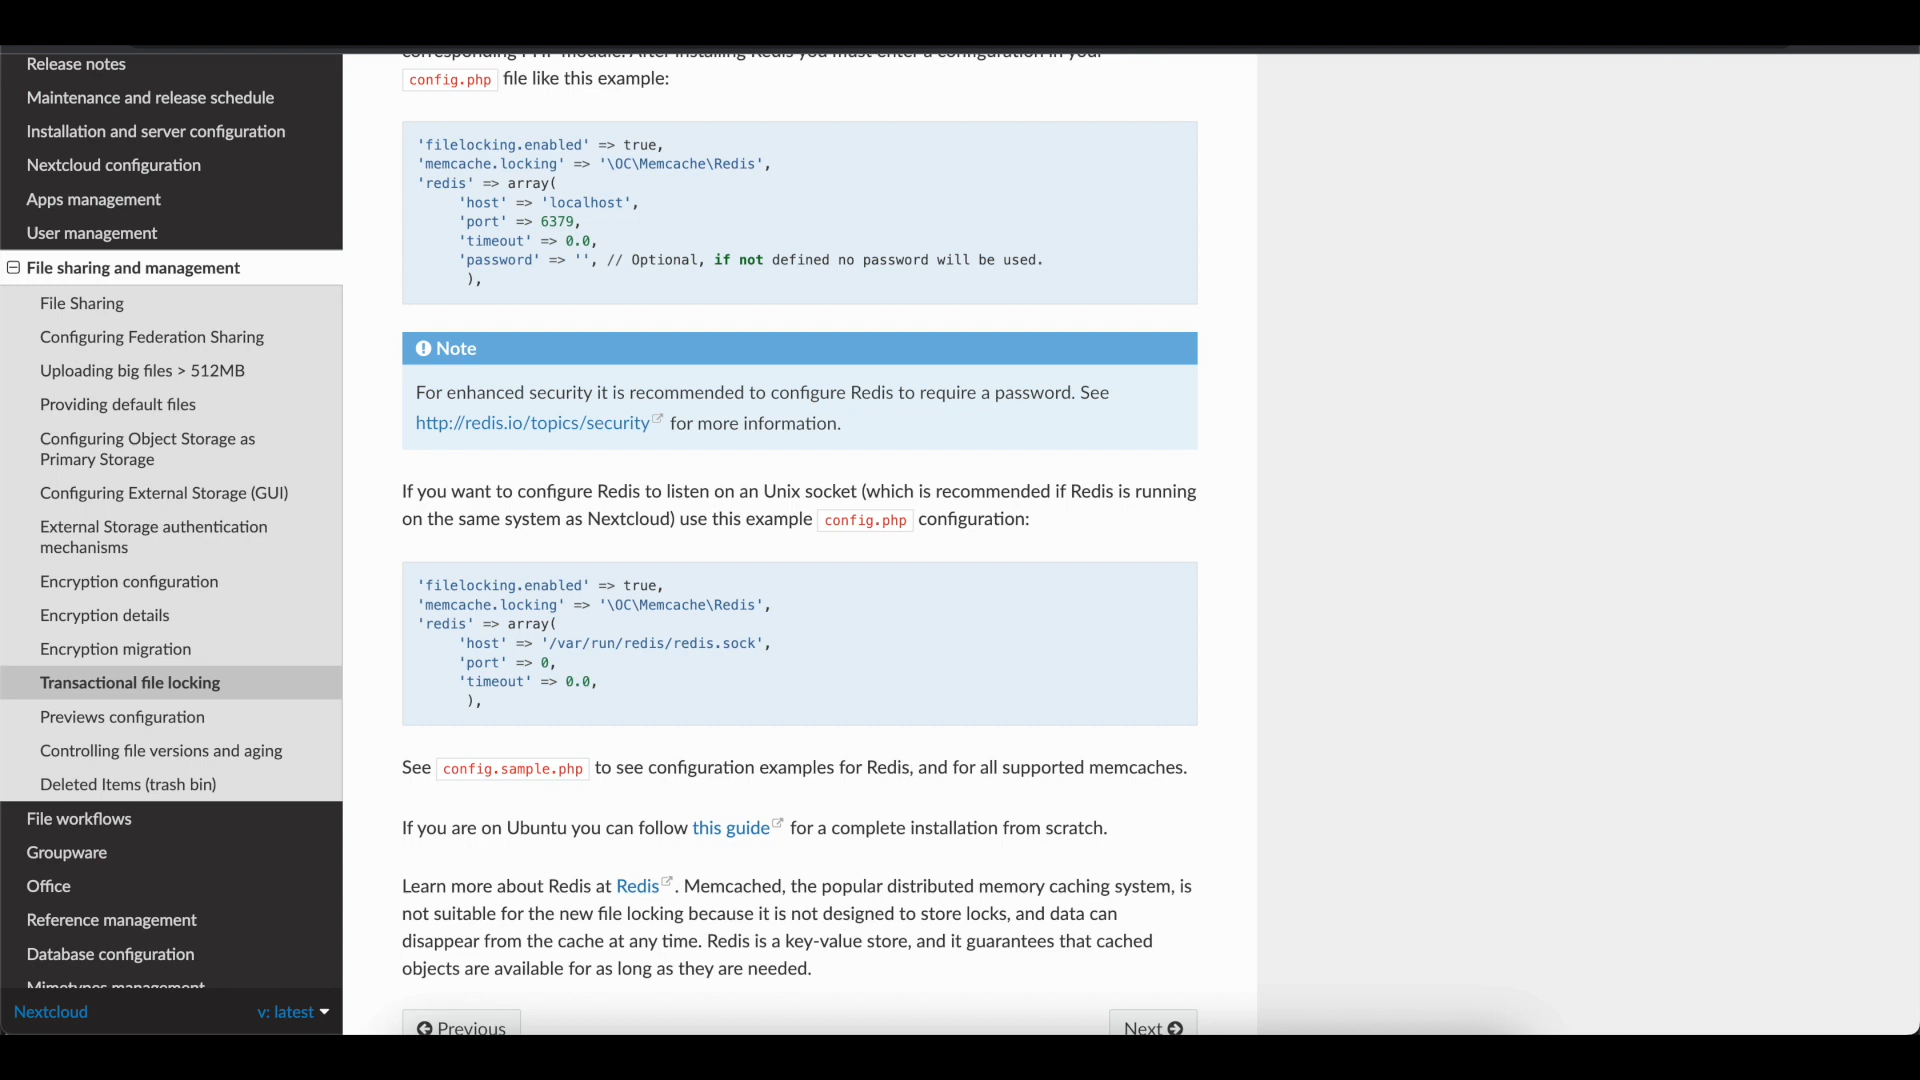 Release notes
Maintenance and release schedule
Installation and server configuration
Nextcloud configuration
Apps management
User management
File sharing and management
File Sharing
Configuring Federation Sharing
Uploading big files > 512MB
Providing default files
Configuring Object Storage as
Primary Storage
Configuring External Storage (GUI)
External Storage authentication
mechanisms
Encryption configuration
Encryption details
Encryption migration
Transactional file locking
Previews configuration
Controlling file versions and aging
Deleted Items (trash bin)
File workflows
Groupware
Office
Reference management
Database configuration
Mimetypes management
Nextcloud v: latest
corresponding PHP module. After installing Redis you must enter a configuration in your
config.php file like this example:
'filelocking.enabled' => true,
'memcache.locking' => '\OC\Memcache\Redis',
'redis' => array(
'host' => 'localhost',
'port' => 6379,
'timeout' => 0.0,
'password' => '', // Optional, if not defined no password will be used.
),
Note
For enhanced security it is recommended to configure Redis to require a password. See
http://redis.io/topics/security for more information.
If you want to configure Redis to listen on an Unix socket (which is recommended if Redis is running
on the same system as Nextcloud) use this example config.php configuration:
'filelocking.enabled' => true,
'memcache.locking' => '\OC\Memcache\Redis',
'redis' => array(
'host' => '/var/run/redis/redis.sock',
'port' => 0,
'timeout' => 0.0,
),
See config.sample.php to see configuration examples for Redis, and for all supported memcaches.
If you are on Ubuntu you can follow this guide for a complete installation from scratch.
Learn more about Redis at Redis. Memcached, the popular distributed memory caching system, is
not suitable for the new file locking because it is not designed to store locks, and data can
disappear from the cache at any time. Redis is a key-value store, and it guarantees that cached
objects are available for as long as they are needed.
Previous
Next